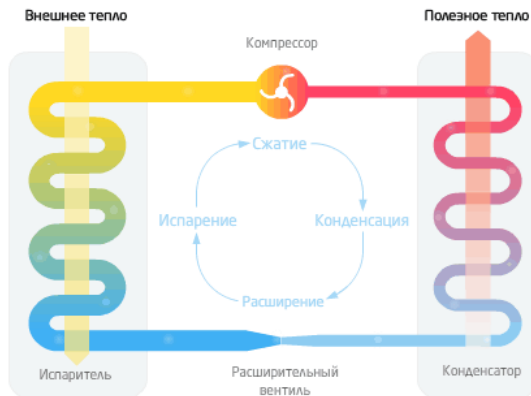 Внешнее тепло
Полезное тепло
Компрессор
Сжатие
Испарение
Конденсация
Расширение
Испаритель
Расширительный
вентиль
Конденсатор